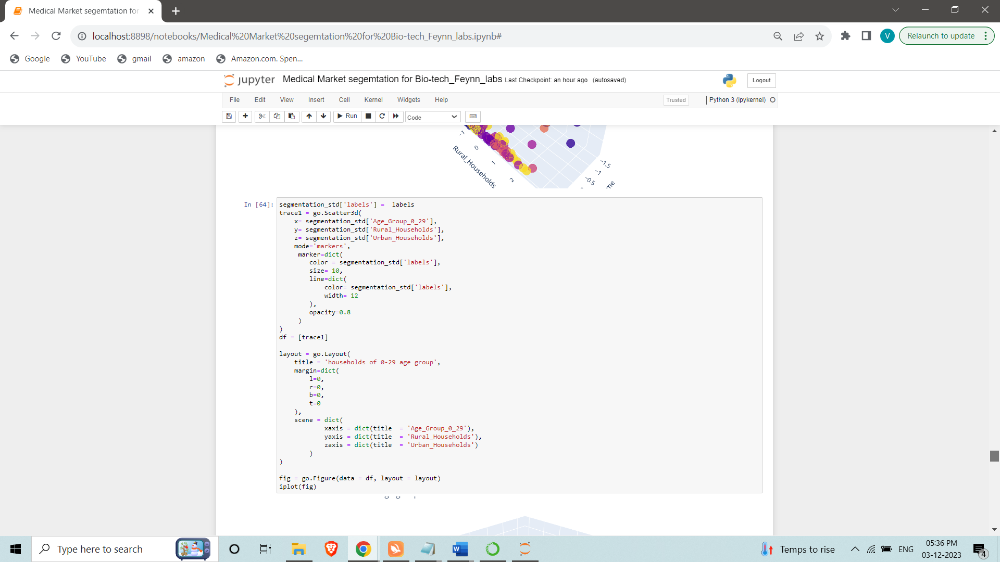 Medical Market segemtation for
localhost:8898/notebooks/Medical%20Market%20segemtation%20for%20Bio-tech_Feynn_labs.ipynb#
V
Relaunch to update
Google
YouTube
gmail
amazon
Amazon.com. Spen...
jupyter
Medical Market segemtation for Bio-tech_Feynn_labs
Last Checkpoint: an hour ago (autosaved)
Logout
File Edit View Insert Cell Kernel Widgets Help
Trusted
Python 3 (ipykernel)
Run
Code
−1
0
1
2
Rural_Households
−1.5
−1
−0.5
me
In [64]:
segmentation_std['labels'] =  labels
trace1 = go.Scatter3d(
    x= segmentation_std['Age_Group_0_29'],
    y= segmentation_std['Rural_Households'],
    z= segmentation_std['Urban_Households'],
    mode='markers',
     marker=dict(
        color = segmentation_std['labels'],
        size= 10,
        line=dict(
            color= segmentation_std['labels'],
            width= 12
        ),
        opacity=0.8
     )
)
df = [trace1]
layout = go.Layout(
    title = 'households of 0-29 age group',
    margin=dict(
        l=0,
        r=0,
        b=0,
        t=0
    ),
    scene = dict(
            xaxis = dict(title  = 'Age_Group_0_29'),
            yaxis = dict(title  = 'Rural_Households'),
            zaxis = dict(title  = 'Urban_Households')
        )
)
fig = go.Figure(data = df, layout = layout)
iplot(fig)
Type here to search
Temps to rise
ENG
05:36 PM
03-12-2023
4